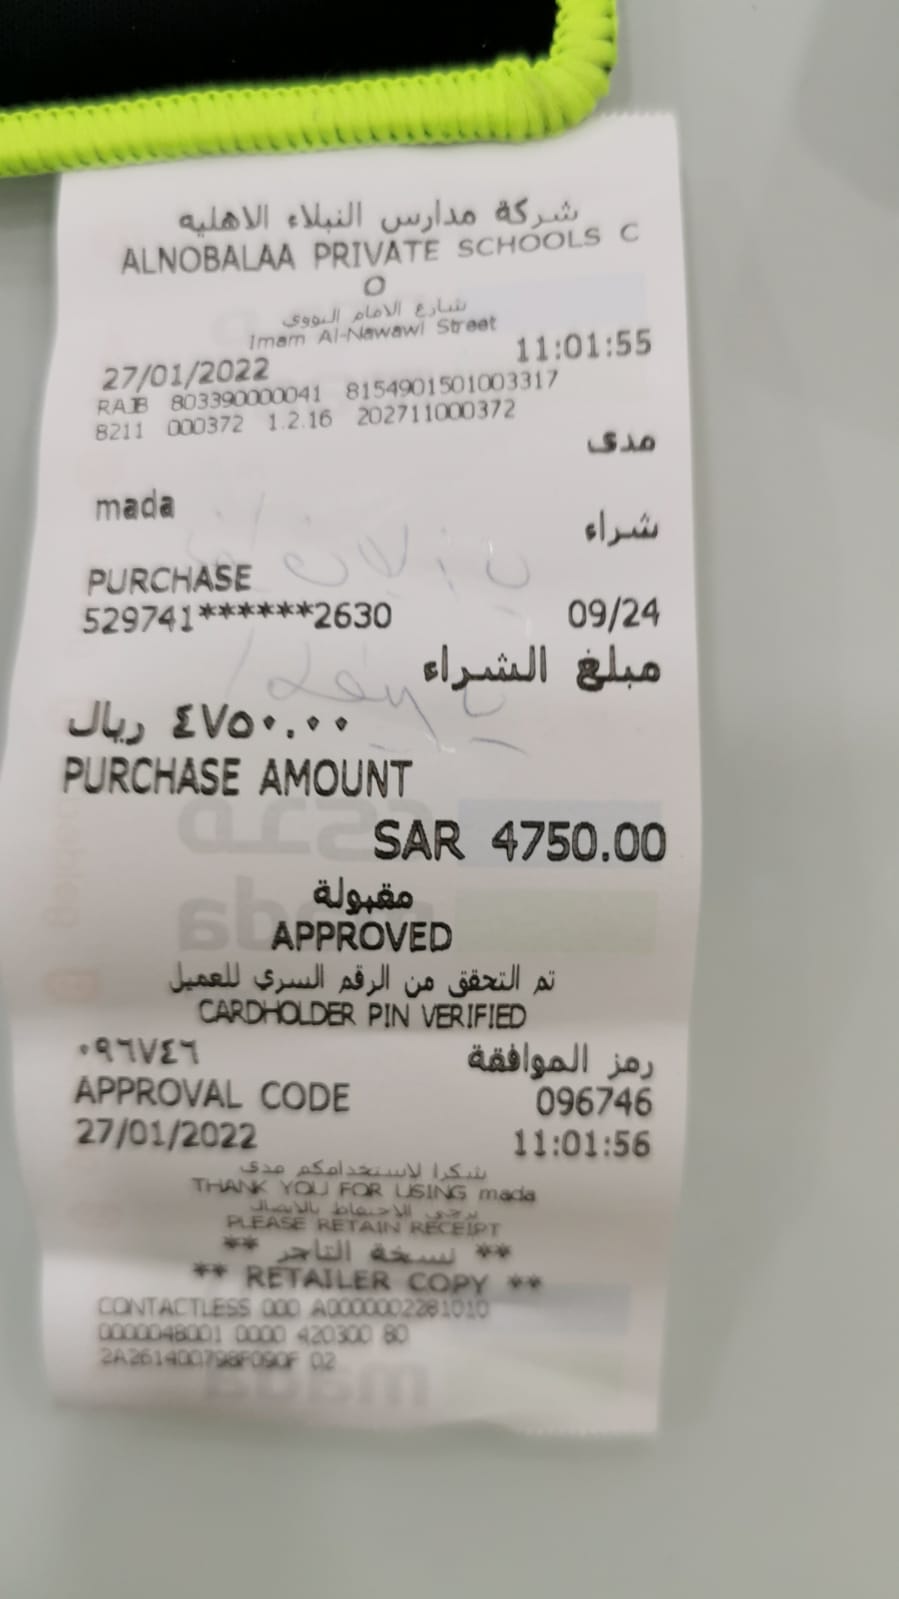 شركة مدارس النبلاء الاهليه
ALNOBALAA PRIVATE SCHOOLS C
O
شارع الامام النووي
Imam Al-Nawawi Street
27/01/2022 11:01:55
RAJB 803390000041 8154901501003317
8211 000372 1.2.16 202711000372
مدى
mada
شراء
PURCHASE
529741******2630 09/24
مبلغ الشراء
٤٧٥٠.٠٠ ريال
PURCHASE AMOUNT
SAR 4750.00
مقبولة
APPROVED
تم التحقق من الرقم السري للعميل
CARDHOLDER PIN VERIFIED
رمز الموافقة ٠٩٦٧٤٦
APPROVAL CODE 096746
27/01/2022 11:01:56
شكرا لاستخدامكم مدى
THANK YOU FOR USING mada
يرجى الاحتفاظ بالايصال
PLEASE RETAIN RECEIPT
** نسخة التاجر **
** RETAILER COPY **
CONTACTLESS 000 A0000002281010
0000048001 0000 420300 80
2A261400798F090F 02